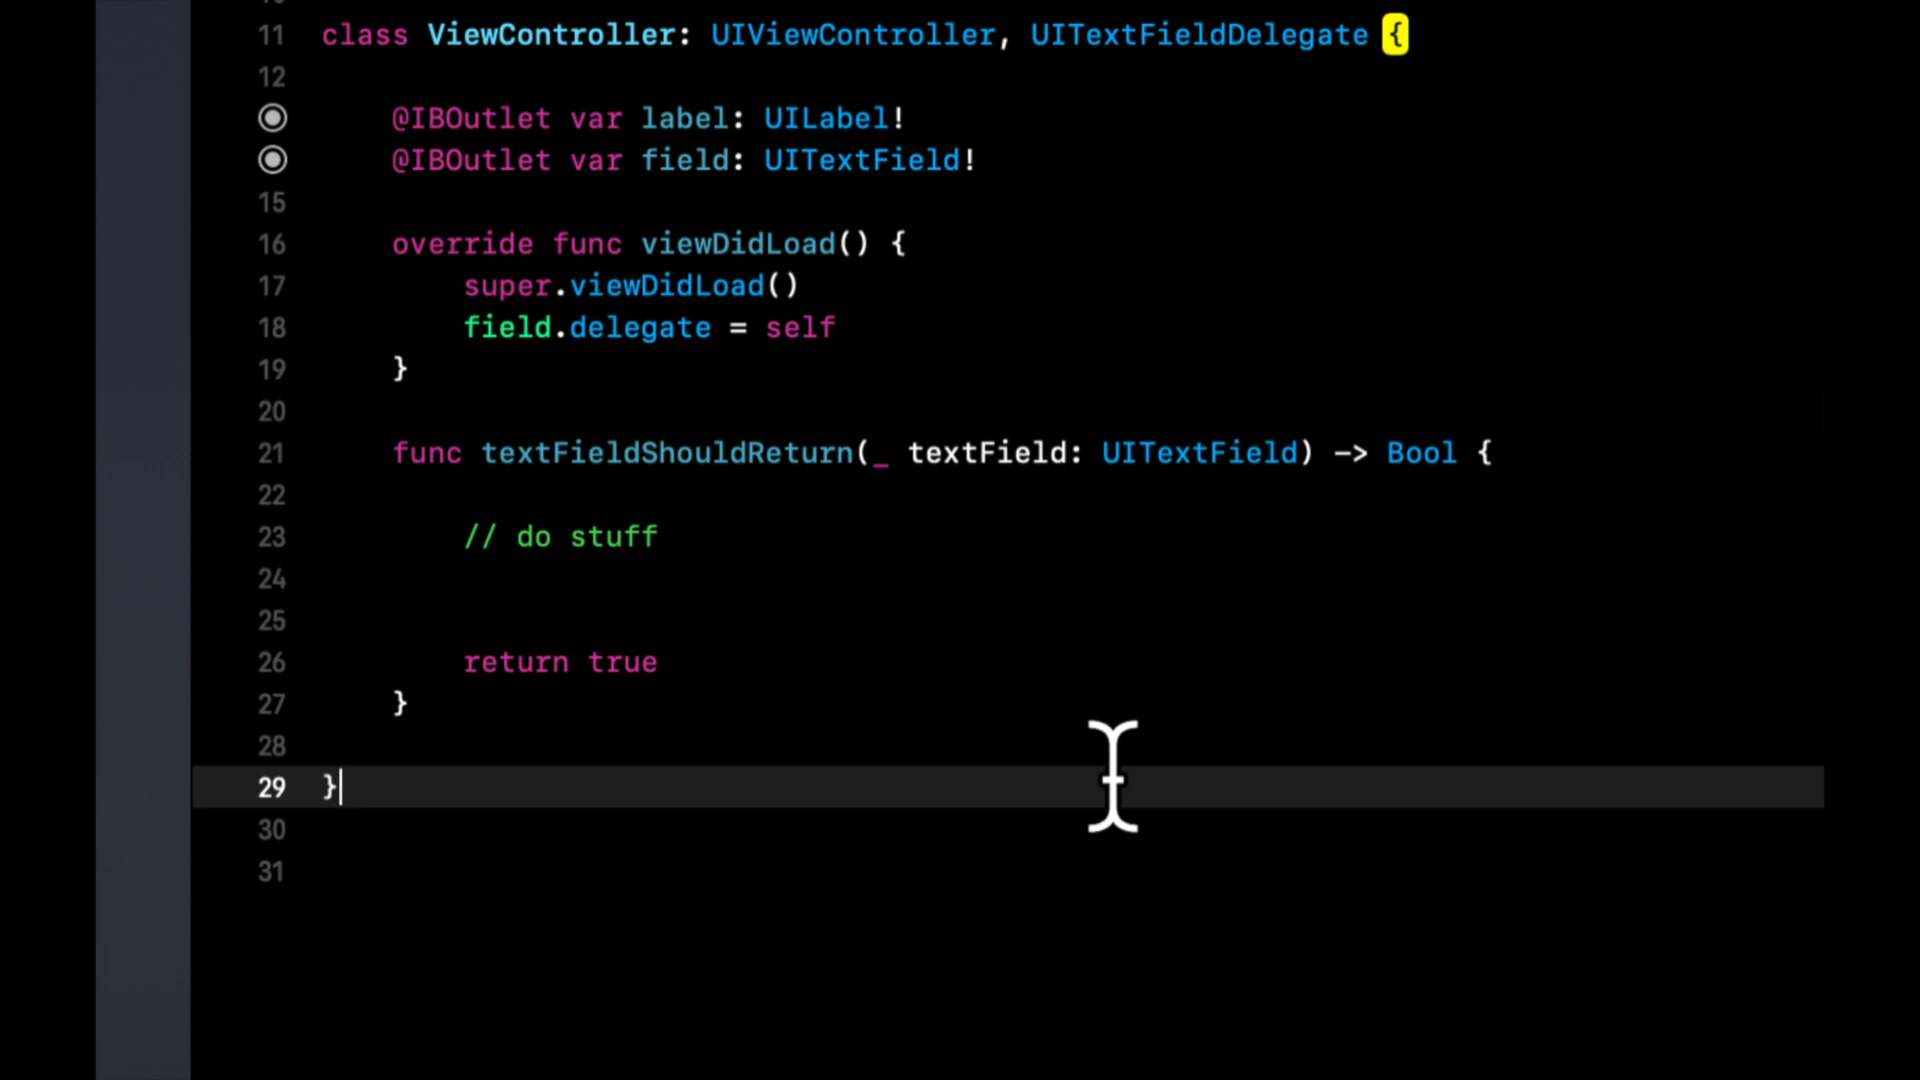 11 class ViewController: UIViewController, UITextFieldDelegate {
12
@IBOutlet var label: UILabel!
@IBOutlet var field: UITextField!
15
16 override func viewDidLoad() {
17 super.viewDidLoad()
18 field.delegate = self
19 }
20
21 func textFieldShouldReturn(_ textField: UITextField) -> Bool {
22
23 // do stuff
24
25
26 return true
27 }
28
29 }
30
31